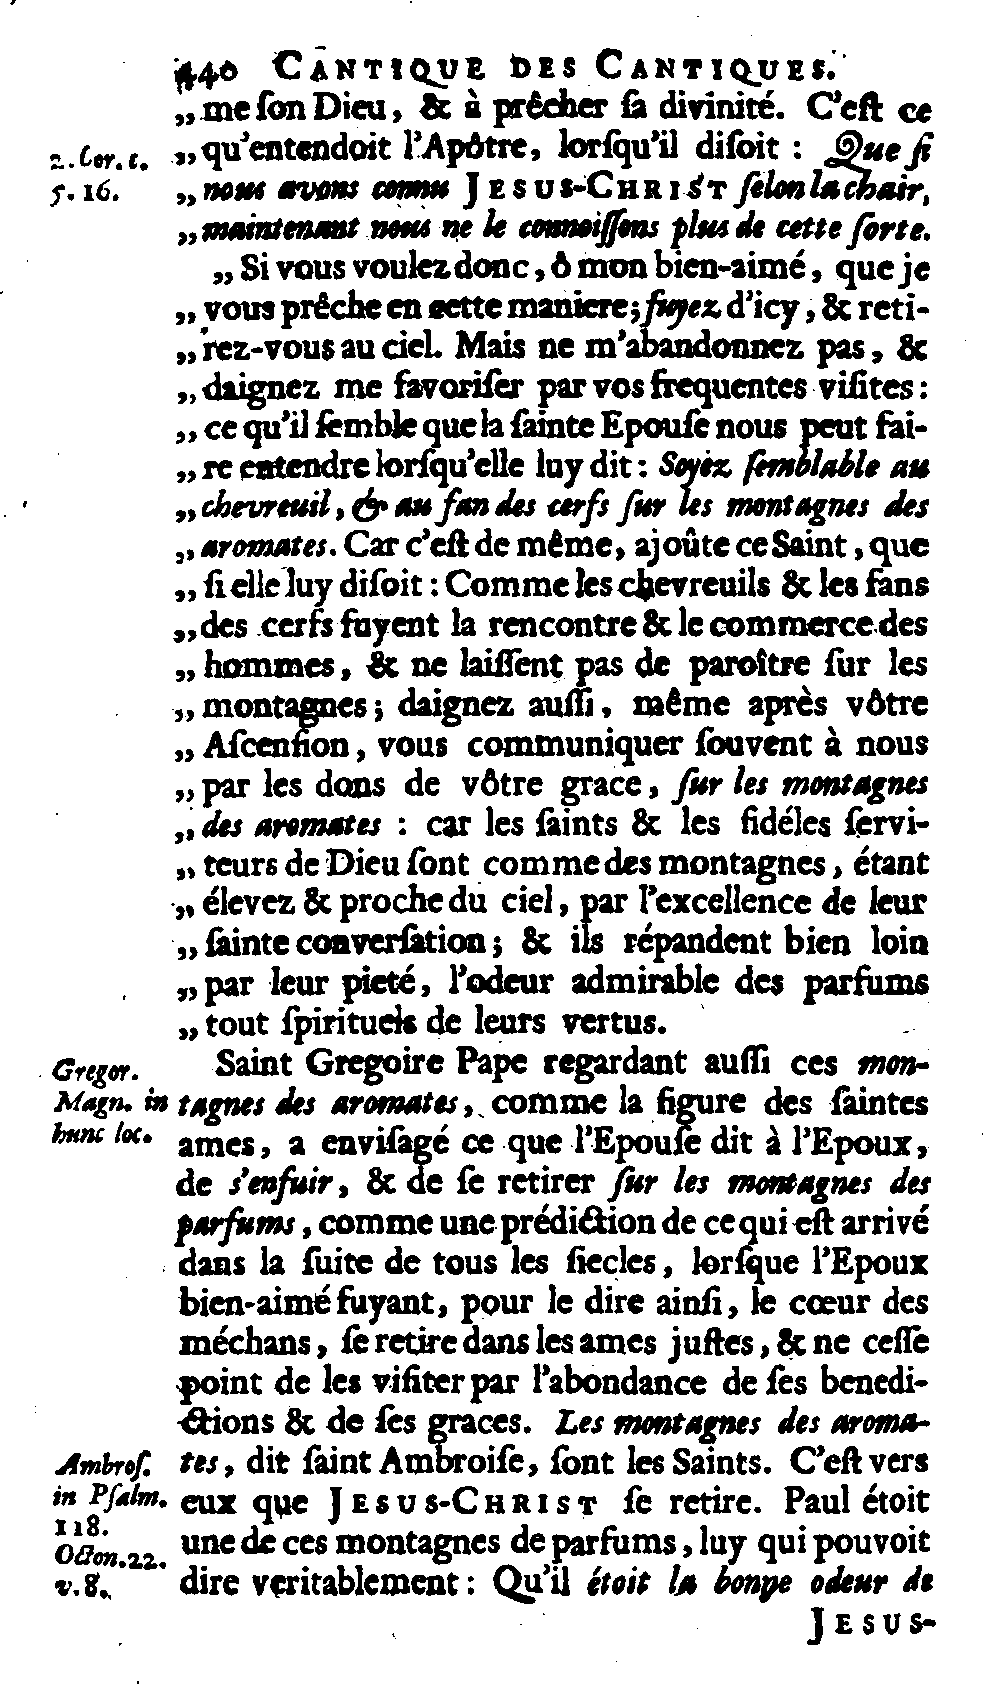 440 CANTIQUE DES CANTIQUES.
„me ſon Dieu, & à prêcher ſa divinité. C'eſt ce
2. Cor. c. „qu'entendoit l'Apôtre, lorſqu'il diſoit : Que ſi
5. 16. „nous avons connu JESUS-CHRIST ſelon la chair,
„maintenant nous ne le connoiſſons plus de cette ſorte.
„Si vous voulez donc, ô mon bien-aimé, que je
„vous prêche en cette maniere; fuyez d'icy, & reti-
„rez-vous au ciel. Mais ne m'abandonnez pas, &
„daignez me favoriſer par vos frequentes viſites :
„ce qu'il ſemble que la ſainte Epouſe nous peut fai-
„re entendre lorſqu'elle luy dit : Soyez ſemblable au
„chevreuil, & au fan des cerfs ſur les montagnes des
„aromates. Car c'eſt de même, ajoûte ce Saint, que
„ſi elle luy diſoit : Comme les chevreuils & les fans
„des cerfs fuyent la rencontre & le commerce des
„hommes, & ne laiſſent pas de paroître ſur les
„montagnes; daignez auſſi, même après vôtre
„Aſcenſion, vous communiquer ſouvent à nous
„par les dons de vôtre grace, ſur les montagnes
„des aromates : car les ſaints & les fidéles ſervi-
„teurs de Dieu ſont comme des montagnes, étant
„élevez & proche du ciel, par l'excellence de leur
„ſainte converſation; & ils répandent bien loin
„par leur pieté, l'odeur admirable des parfums
„tout ſpirituels de leurs vertus.
Gregor. Saint Gregoire Pape regardant auſſi ces mon-
Magn. in tagnes des aromates, comme la figure des ſaintes
hunc loc. ames, a enviſagé ce que l'Epouſe dit à l'Epoux,
de s'enfuir, & de ſe retirer ſur les montagnes des
parfums, comme une prédiction de ce qui eſt arrivé
dans la ſuite de tous les ſiecles, lorſque l'Epoux
bien-aimé fuyant, pour le dire ainſi, le cœur des
méchans, ſe retire dans les ames juſtes, & ne ceſſe
point de les viſiter par l'abondance de ſes benedi-
ctions & de ſes graces. Les montagnes des aroma-
Ambroſ. tes, dit ſaint Ambroiſe, ſont les Saints. C'eſt vers
in Pſalm. eux que JESUS-CHRIST ſe retire. Paul étoit
118.
Octon. 22. une de ces montagnes de parfums, luy qui pouvoit
v. 8. dire veritablement : Qu'il étoit la bonne odeur de
JESUS-